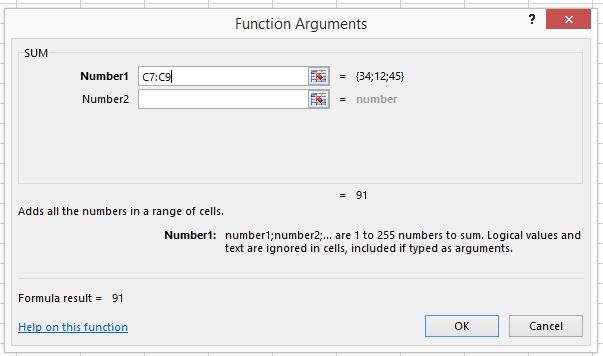 Function Arguments
?
SUM
Number1 C7:C9 = {34;12;45}
Number2 = number
= 91
Adds all the numbers in a range of cells.
Number1: number1;number2;... are 1 to 255 numbers to sum. Logical values and
text are ignored in cells, included if typed as arguments.
Formula result = 91
Help on this function
OK Cancel